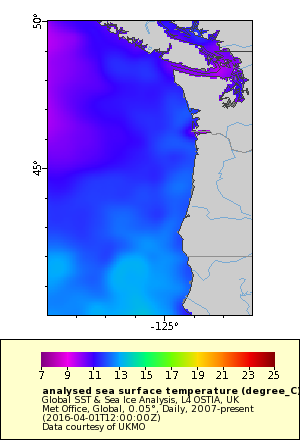 50°
45°
-125°
7 9 11 13 15 17 19 21 23 25
analysed sea surface temperature (degree_C)
Global SST & Sea Ice Analysis, L4 OSTIA, UK
Met Office, Global, 0.05°, Daily, 2007-present
(2016-04-01T12:00:00Z)
Data courtesy of UKMO